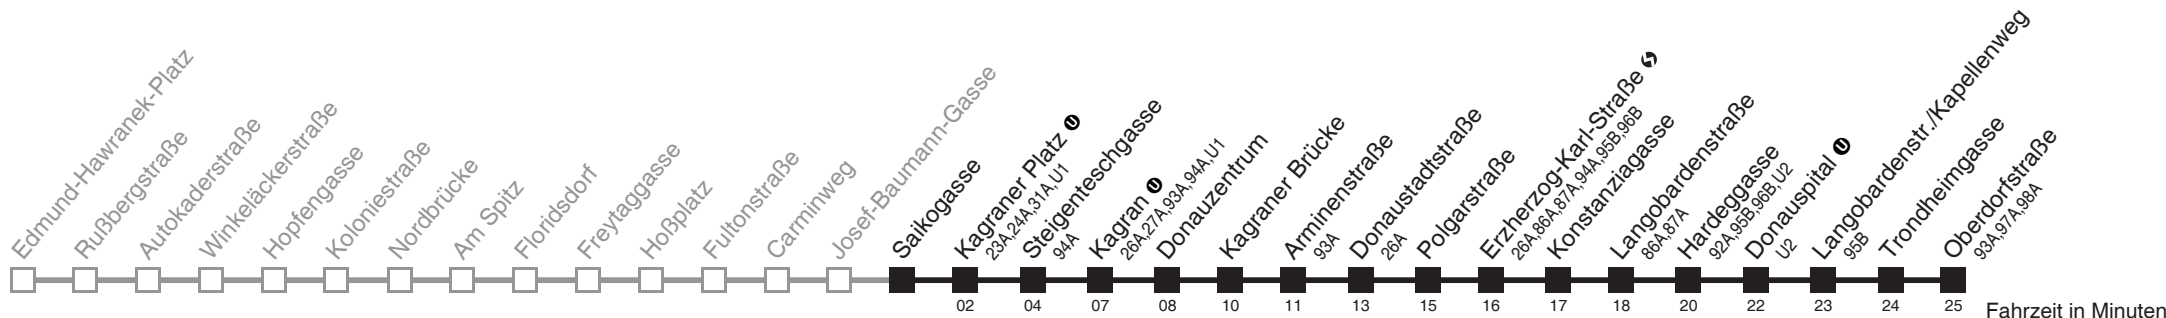 Edmund-Hawranek-Platz
Rußbergstraße
Autokaderstraße
Winkeläckerstraße
Hopfengasse
Koloniestraße
Nordbrücke
Am Spitz
Floridsdorf
Freytaggasse
Hoßplatz
Fultonstraße
Carminweg
Josef-Baumann-Gasse
Saikogasse
Kagraner Platz U
23A,24A,31A,U1
Steigenteschgasse
94A
Kagran U
26A,27A,93A,94A,U1
Donauzentrum
Kagraner Brücke
Arminenstraße
93A
Donaustadtstraße
26A
Polgarstraße
Erzherzog-Karl-Straße
26A,86A,87A,94A,95B,96B
Konstanziagasse
Langobardenstraße
86A,87A
Hardeggasse
92A,95B,96B,U2
Donauspital U
U2
Langobardenstr./Kapellenweg
95B
Trondheimgasse
Oberdorfstraße
93A,97A,98A
02 04 07 08 10 11 13 15 16 17 18 20 22 23 24 25 Fahrzeit in Minuten